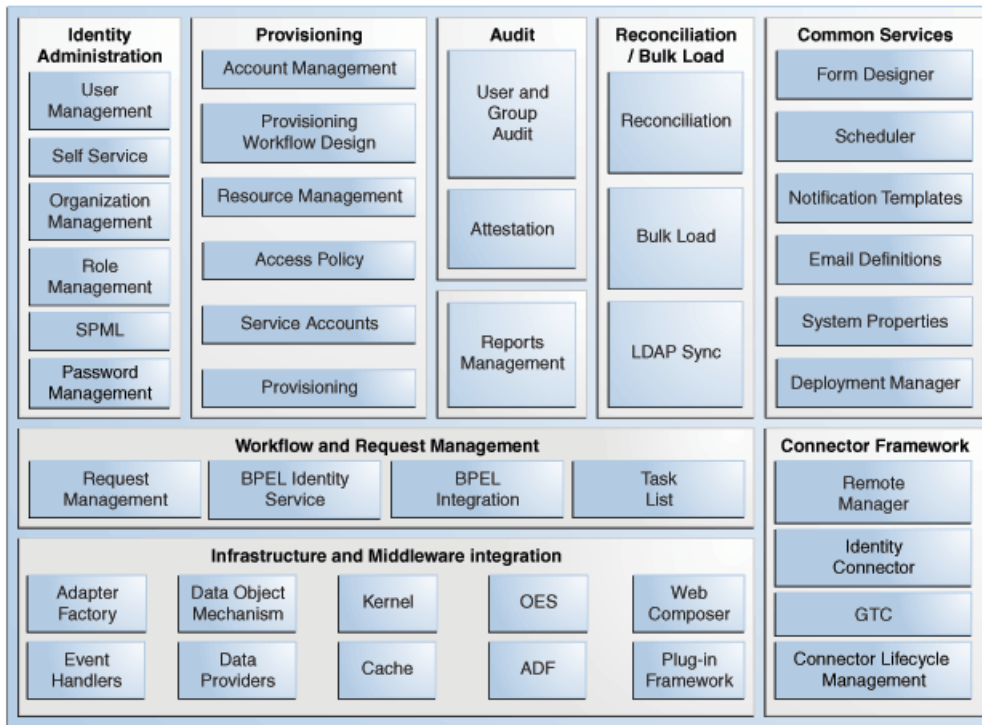 Identity
Administration
User
Management
Self Service
Organization
Management
Role
Management
SPML
Password
Management
Provisioning
Account Management
Provisioning
Workflow Design
Resource Management
Access Policy
Service Accounts
Provisioning
Audit
User and
Group
Audit
Attestation
Reports
Management
Reconciliation
/ Bulk Load
Reconciliation
Bulk Load
LDAP Sync
Common Services
Form Designer
Scheduler
Notification Templates
Email Definitions
System Properties
Deployment Manager
Workflow and Request Management
Request
Management
BPEL Identity
Service
BPEL
Integration
Task
List
Connector Framework
Remote
Manager
Identity
Connector
GTC
Connector Lifecycle
Management
Infrastructure and Middleware integration
Adapter
Factory
Data Object
Mechanism
Kernel
OES
Web
Composer
Event
Handlers
Data
Providers
Cache
ADF
Plug-in
Framework